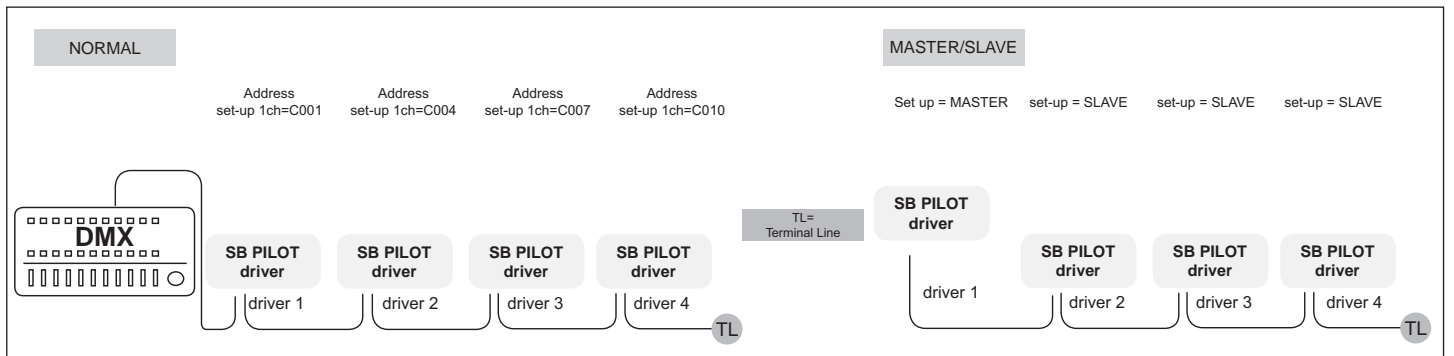 NORMAL
Address
set-up 1ch=C001
Address
set-up 1ch=C004
Address
set-up 1ch=C007
Address
set-up 1ch=C010
DMX
SB PILOT
driver
driver 1
SB PILOT
driver
driver 2
SB PILOT
driver
driver 3
SB PILOT
driver
driver 4
TL
TL=
Terminal Line
MASTER/SLAVE
Set up = MASTER
set-up = SLAVE
set-up = SLAVE
set-up = SLAVE
SB PILOT
driver
driver 1
SB PILOT
driver
driver 2
SB PILOT
driver
driver 3
SB PILOT
driver
driver 4
TL